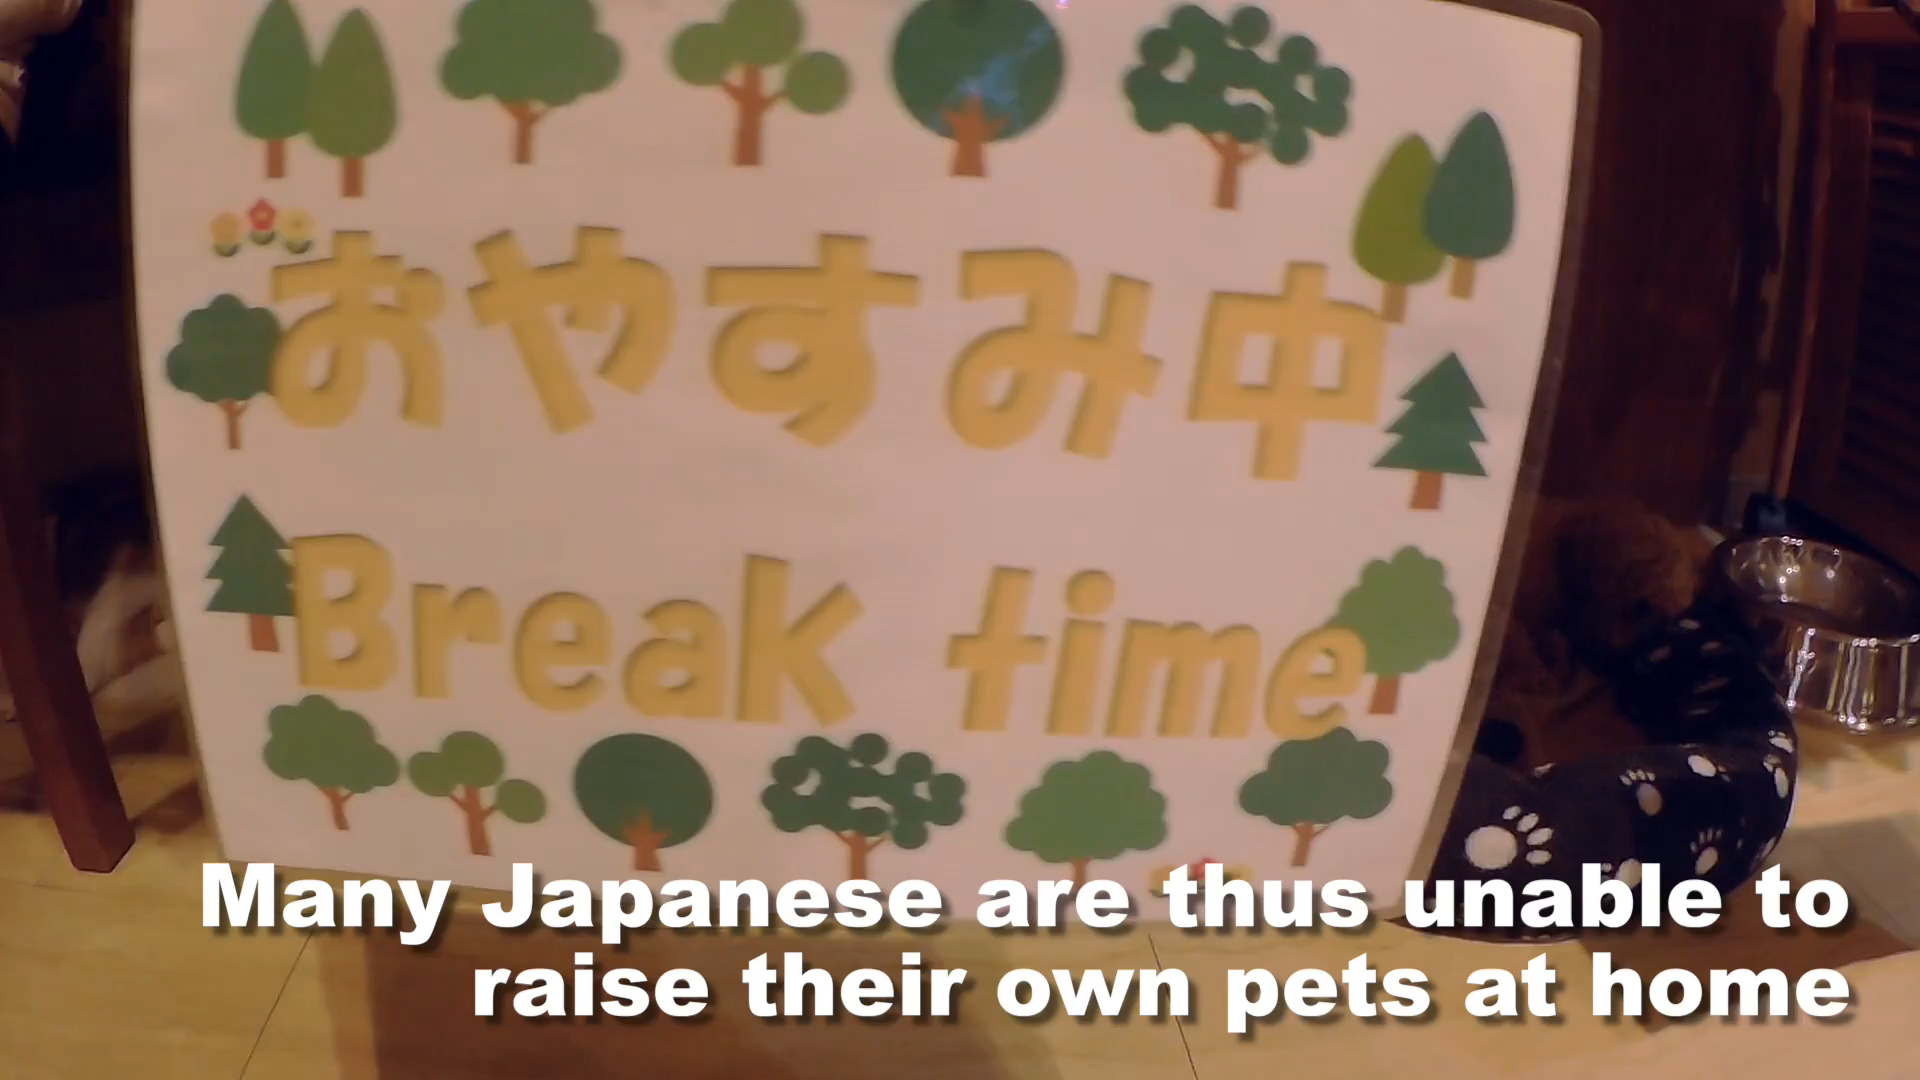 おやすみ中
Break time
Many Japanese are thus unable to
raise their own pets at home